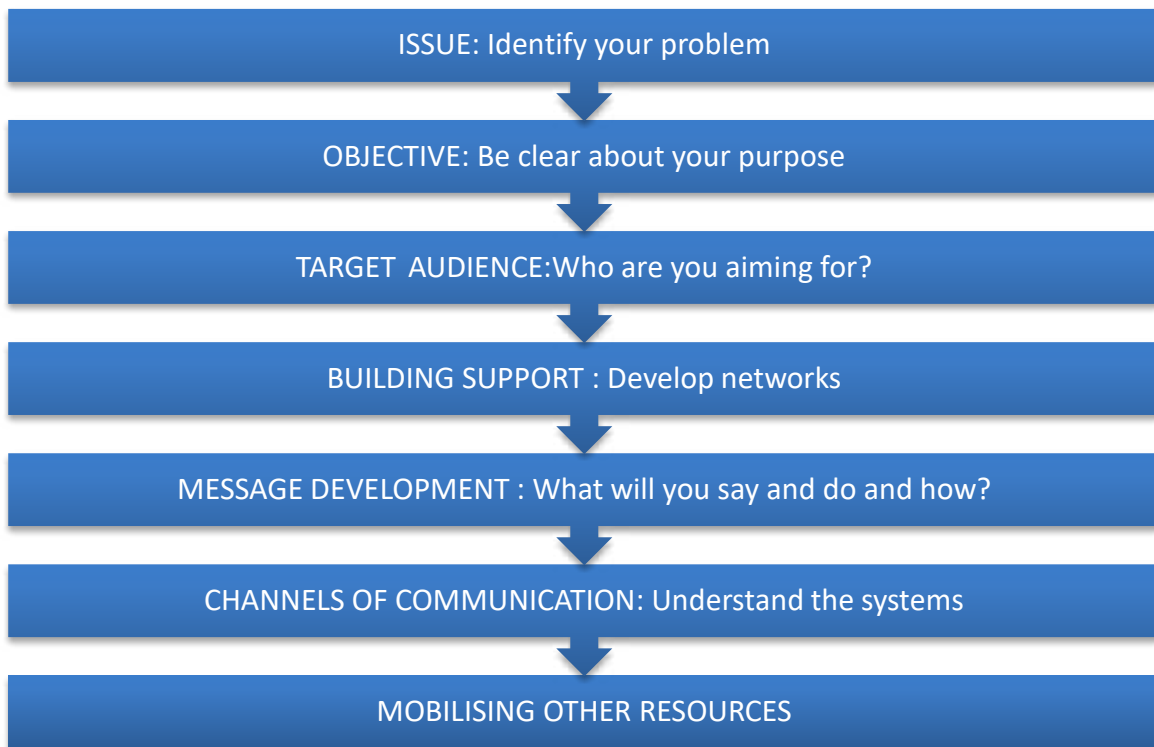 ISSUE: Identify your problem
OBJECTIVE: Be clear about your purpose
TARGET  AUDIENCE:Who are you aiming for?
BUILDING SUPPORT : Develop networks
MESSAGE DEVELOPMENT : What will you say and do and how?
CHANNELS OF COMMUNICATION: Understand the systems
MOBILISING OTHER RESOURCES